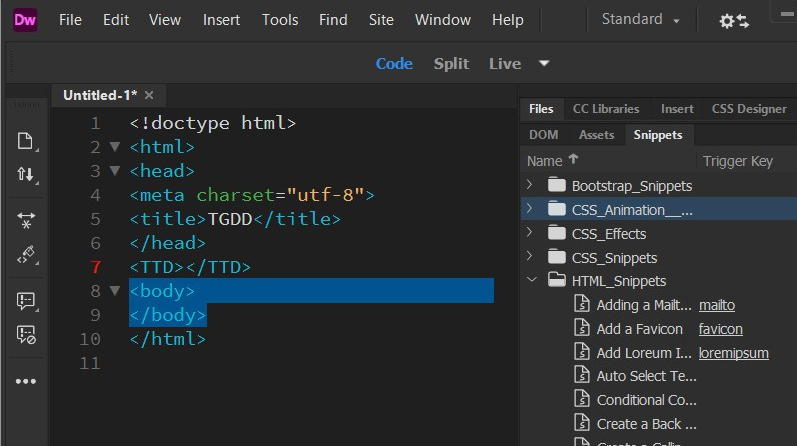 Dw File Edit View Insert Tools Find Site Window Help Standard
Code Split Live
Untitled-1* ×
1 <!doctype html>
2 <html>
3 <head>
4 <meta charset="utf-8">
5 <title>TGDD</title>
6 </head>
7 <TTD></TTD>
8 <body>
9 </body>
10 </html>
11
Files CC Libraries Insert CSS Designer
DOM Assets Snippets
Name Trigger Key
Bootstrap_Snippets
CSS_Animation__...
CSS_Effects
CSS_Snippets
HTML_Snippets
Adding a Mailt... mailto
Add a Favicon favicon
Add Loreum I... loremipsum
Auto Select Te...
Conditional Co...
Create a Back ...